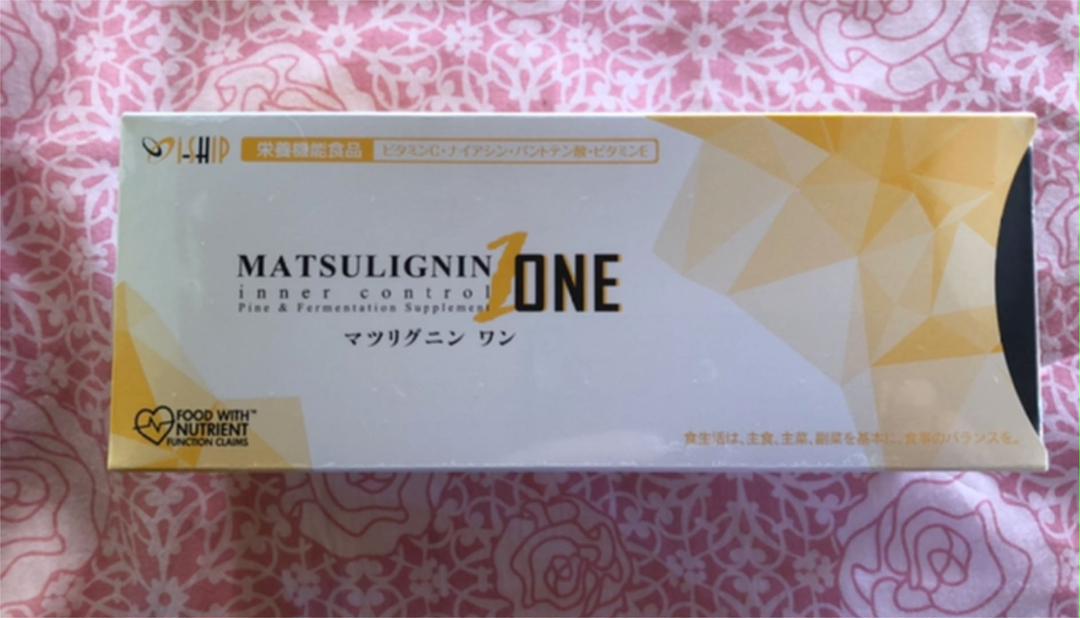 I-SHIP
栄養機能食品 ビタミンC・ナイアシン・パントテン酸・ビタミンE
MATSULIGNIN 1 ONE
inner control
Pine & Fermentation Supplement
マツリグニン ワン
FOOD WITH™
NUTRIENT
FUNCTION CLAIMS
食生活は、主食、主菜、副菜を基本に、食事のバランスを。